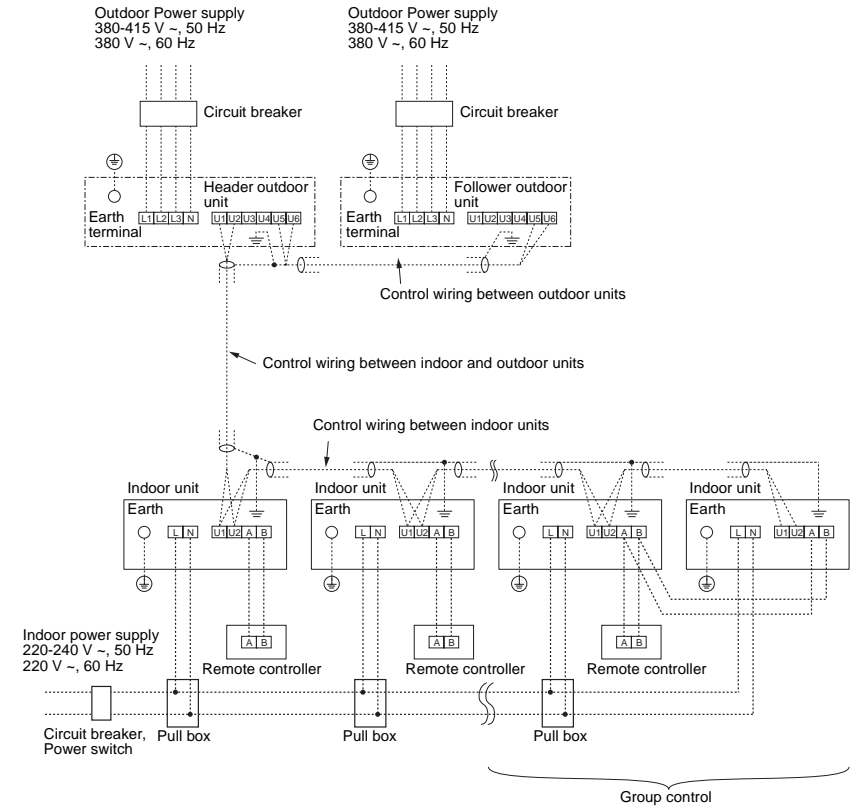 Outdoor Power supply
380-415 V ~, 50 Hz
380 V ~, 60 Hz
Outdoor Power supply
380-415 V ~, 50 Hz
380 V ~, 60 Hz
Circuit breaker
Circuit breaker
Header outdoor
unit
Earth
terminal
L1 L2 L3 N
U1 U2 U3 U4 U5 U6
Follower outdoor
unit
Earth
terminal
L1 L2 L3 N
U1 U2 U3 U4 U5 U6
Control wiring between outdoor units
Control wiring between indoor and outdoor units
Control wiring between indoor units
Indoor unit
Earth
L N
U1 U2 A B
Indoor unit
Earth
L N
U1 U2 A B
Indoor unit
Earth
L N
U1 U2 A B
Indoor unit
Earth
L N
U1 U2 A B
A B
Remote controller
A B
Remote controller
A B
Remote controller
Indoor power supply
220-240 V ~, 50 Hz
220 V ~, 60 Hz
Circuit breaker,
Power switch
Pull box
Pull box
Pull box
Group control